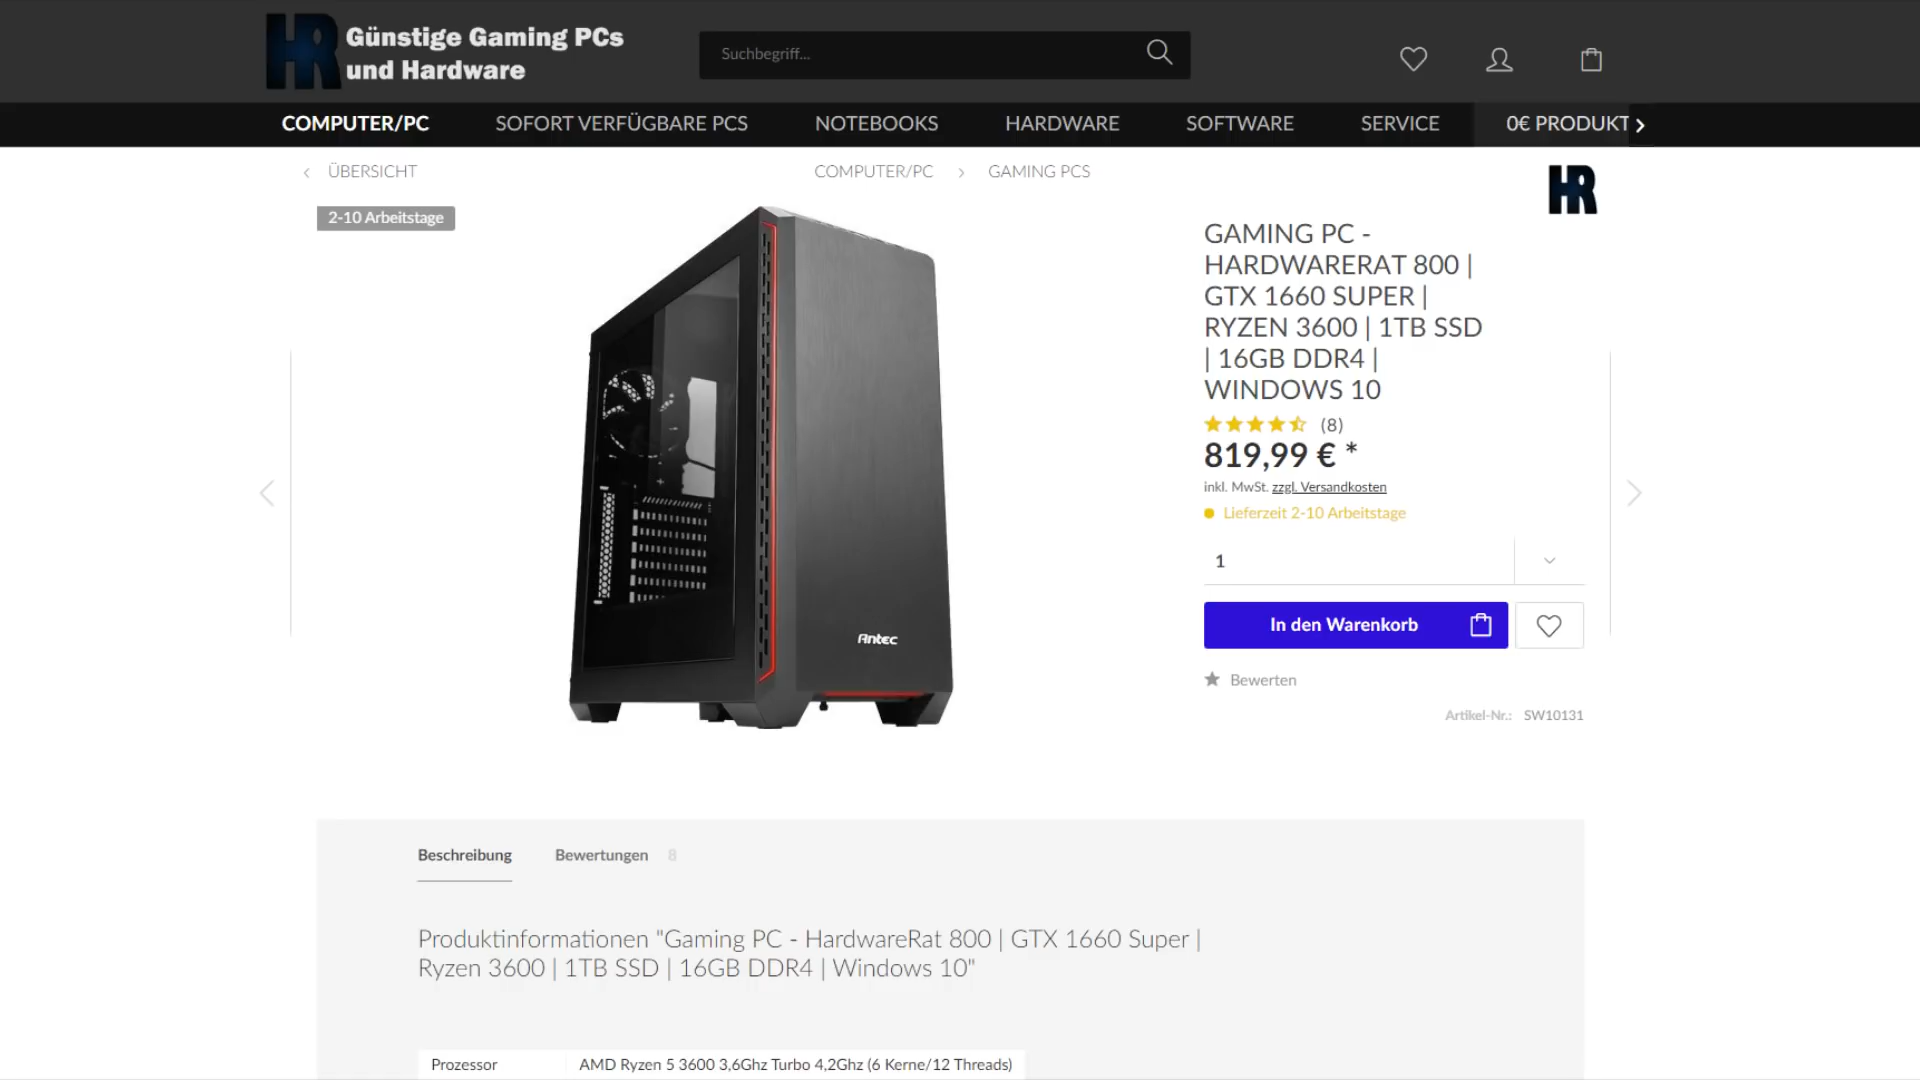 HR Günstige Gaming PCs
und Hardware
Suchbegriff...
COMPUTER/PC SOFORT VERFÜGBARE PCS NOTEBOOKS HARDWARE SOFTWARE SERVICE 0€ PRODUKT
ÜBERSICHT
COMPUTER/PC GAMING PCS
HR
2-10 Arbeitstage
Antec
GAMING PC -
HARDWARERAT 800 |
GTX 1660 SUPER |
RYZEN 3600 | 1TB SSD
| 16GB DDR4 |
WINDOWS 10
(8)
819,99 € *
inkl. MwSt. zzgl. Versandkosten
Lieferzeit 2-10 Arbeitstage
1
In den Warenkorb
Bewerten
Artikel-Nr.: SW10131
Beschreibung Bewertungen 8
Produktinformationen "Gaming PC - HardwareRat 800 | GTX 1660 Super |
Ryzen 3600 | 1TB SSD | 16GB DDR4 | Windows 10"
Prozessor AMD Ryzen 5 3600 3,6Ghz Turbo 4,2Ghz (6 Kerne/12 Threads)